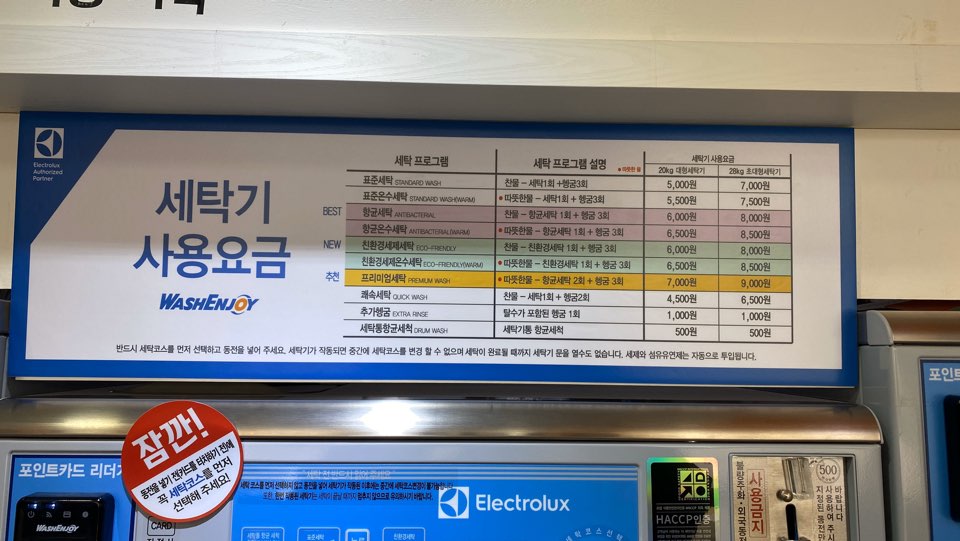 Electrolux
Authorized
Partner
세탁기
사용요금
WASHENJOY
BEST
NEW
추천
세탁 프로그램 세탁 프로그램 설명 •따뜻한 물 세탁기 사용요금
20kg 대형세탁기 28kg 초대형세탁기
표준세탁 STANDARD WASH 찬물 – 세탁1회 +헹굼3회 5,000원 7,000원
표준온수세탁 STANDARD WASH(WARM) •따뜻한물 – 세탁1회 + 헹굼 3회 5,500원 7,500원
항균세탁 ANTIBACTERIAL 찬물 – 항균세탁 1회 + 헹굼 3회 6,000원 8,000원
항균온수세탁 ANTIBACTERIAL(WARM) •따뜻한물 – 항균세탁 1회 + 헹굼 3회 6,500원 8,500원
친환경세제세탁 ECO-FRIENDLY 찬물 – 친환경세탁 1회 + 헹굼 3회 6,000원 8,000원
친환경세제온수세탁 ECO-FRIENDLY(WARM) •따뜻한물 – 친환경세탁 1회 + 헹굼 3회 6,500원 8,500원
프리미엄세탁 PREMIUM WASH •따뜻한물 – 항균세탁 2회 + 헹굼 3회 7,000원 9,000원
쾌속세탁 QUICK WASH 찬물 – 세탁1회 + 헹굼2회 4,500원 6,500원
추가헹굼 EXTRA RINSE 탈수가 포함된 헹굼 1회 1,000원 1,000원
세탁통항균세척 DRUM WASH 세탁기통 항균세척 500원 500원
반드시 세탁코스를 먼저 선택하고 동전을 넣어 주세요. 세탁기가 작동되면 중간에 세탁코스를 변경 할 수 없으며 세탁이 완료될 때까지 세탁기 문을 열수도 없습니다. 세제와 섬유유연제는 자동으로 투입됩니다.
잠깐!
동전을 넣기 전/카드를 터치하기 전에
꼭 세탁코스를 먼저
선택해 주세요!
포인트카드 리더기
WASHENJOY
CARD
Electrolux
HACCP인증
사용금지
500
포인트